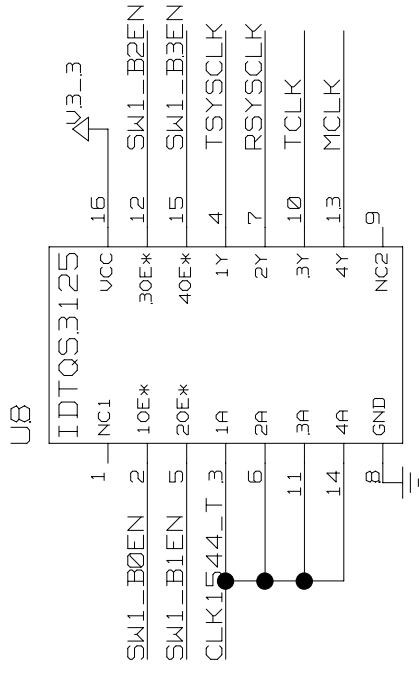 U8
IDTQS3125
1 NC1 VCC 16 V3_3
SW1_B0EN 2 1OE* 3OE* 12 SW1_B2EN
SW1_B1EN 5 2OE* 4OE* 15 SW1_B3EN
CLK1544_T 3 1A 1Y 4 TSYSCLK
6 2A 2Y 7 RSYSCLK
11 3A 3Y 10 TCLK
14 4A 4Y 13 MCLK
8 GND NC2 9